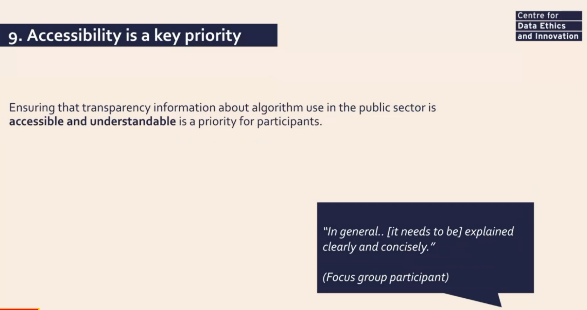 Centre for
Data Ethics
and Innovation
9. Accessibility is a key priority
Ensuring that transparency information about algorithm use in the public sector is
accessible and understandable is a priority for participants.
"In general.. [it needs to be] explained
clearly and concisely."
(Focus group participant)